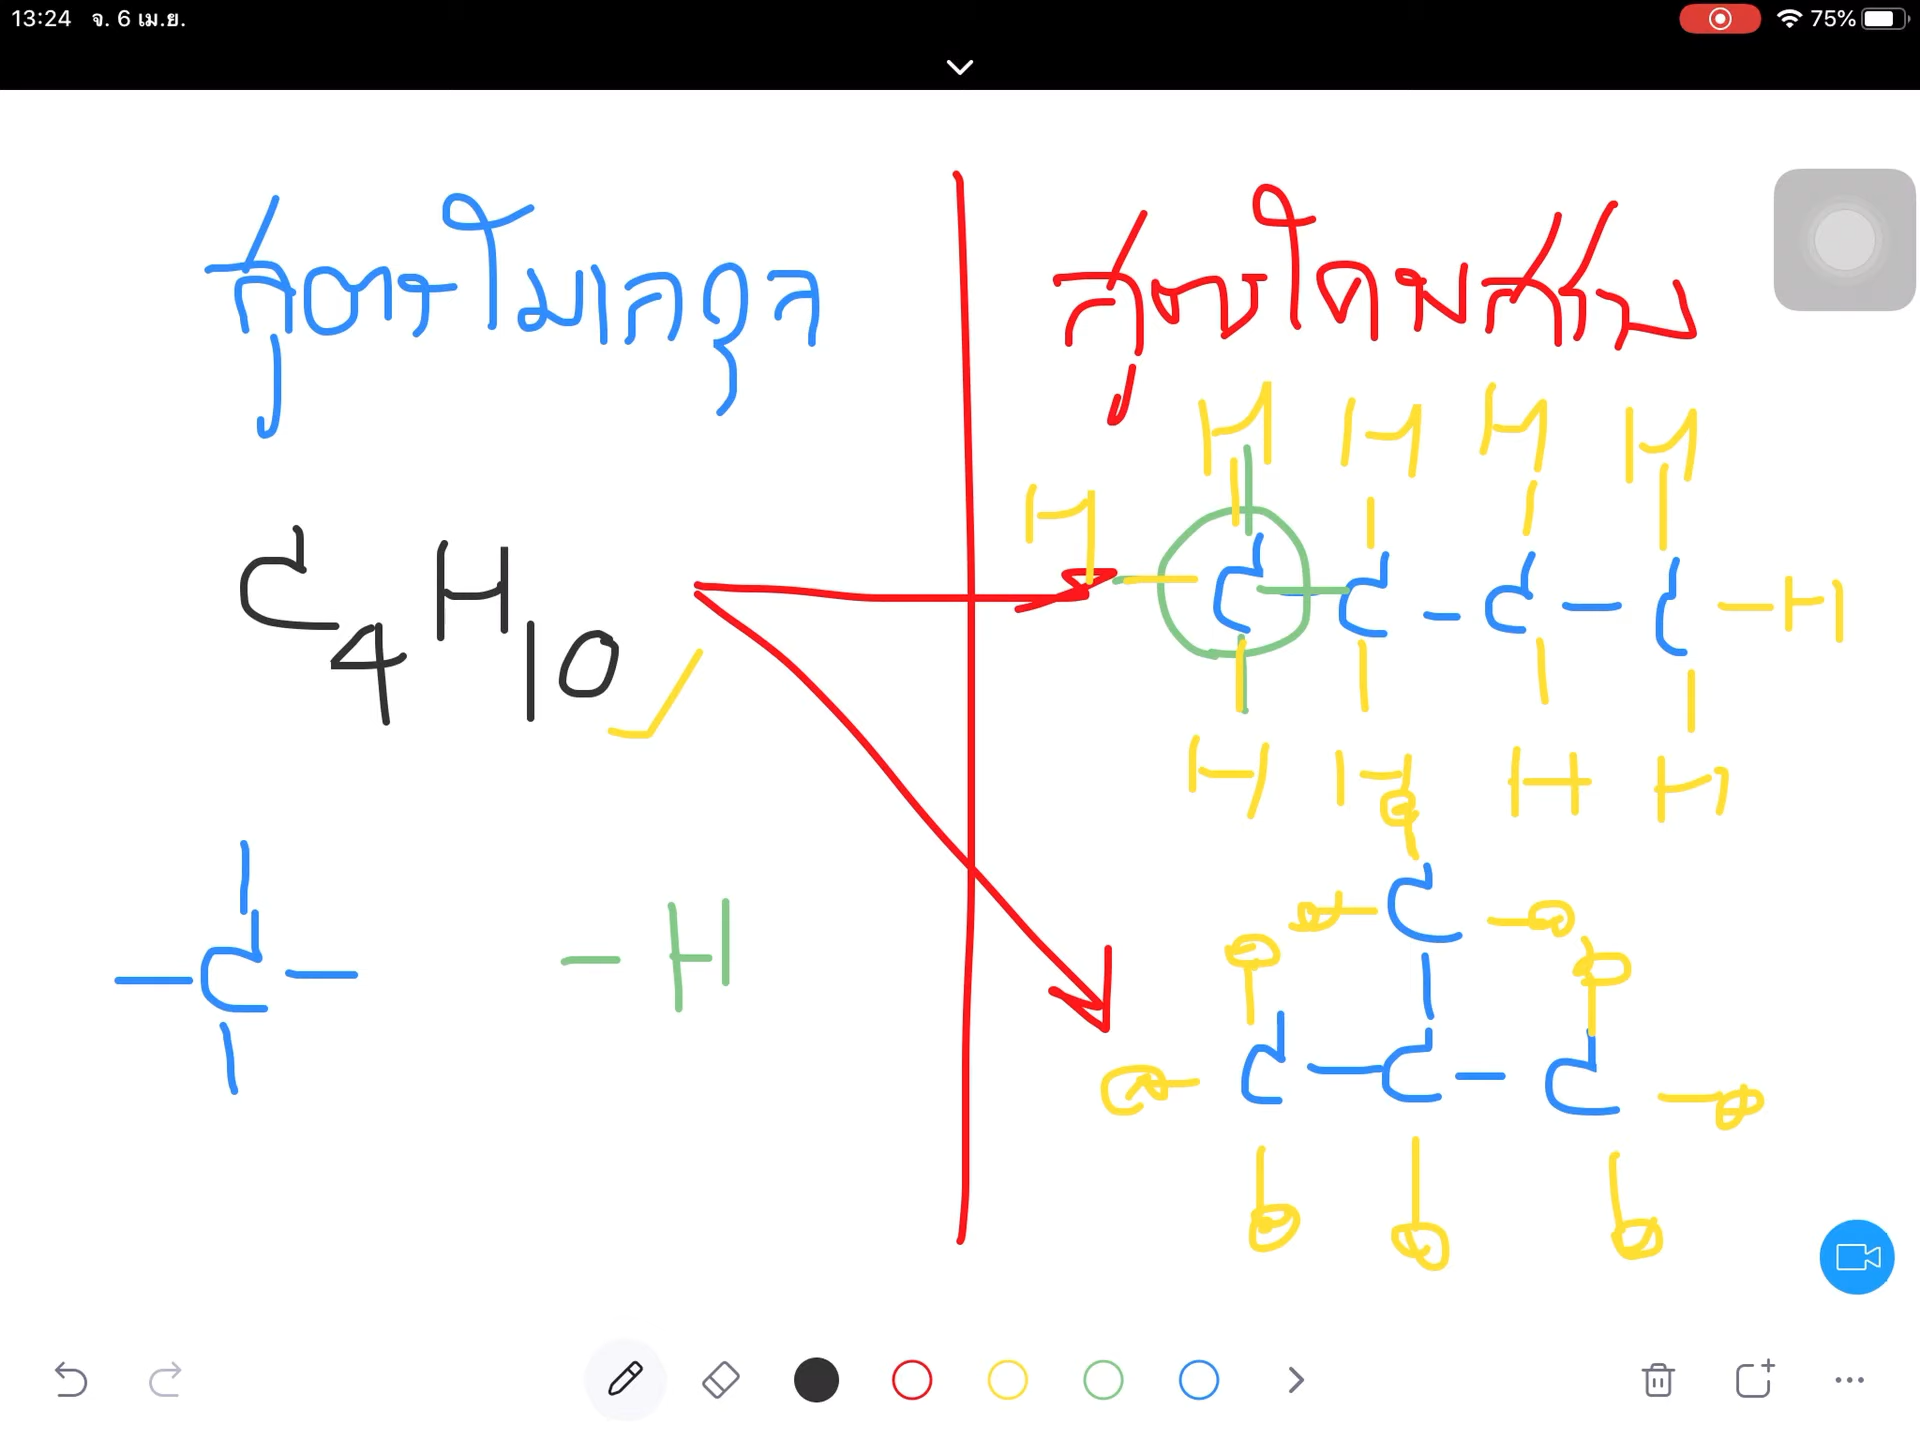 13:24 จ. 6 เม.ย. 75%
สูตรโมเลกุล
สูตรโครงสร้าง
C4H10
H H H H
H C - C - C - C - H
H H H H
- C - - H
C
C - C - C